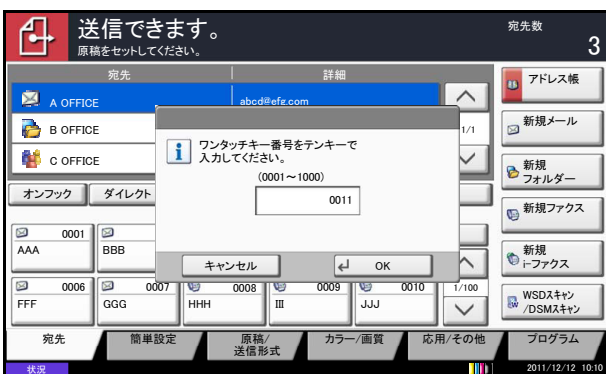 送信できます。
原稿をセットしてください。
宛先数
3
宛先
詳細
A OFFICE
abcd@efg.com
B OFFICE
C OFFICE
1/1
アドレス帳
新規メール
新規
フォルダー
新規ファクス
新規
i-ファクス
WSDスキャン
/DSMスキャン
ワンタッチキー番号をテンキーで
入力してください。
(0001～1000)
0011
キャンセル
OK
オンフック
ダイレクト
0001
AAA
BBB
0006
FFF
0007
GGG
0008
HHH
0009
III
0010
JJJ
1/100
宛先
簡単設定
原稿/
送信形式
カラー/画質
応用/その他
プログラム
状況
2011/12/12 10:10